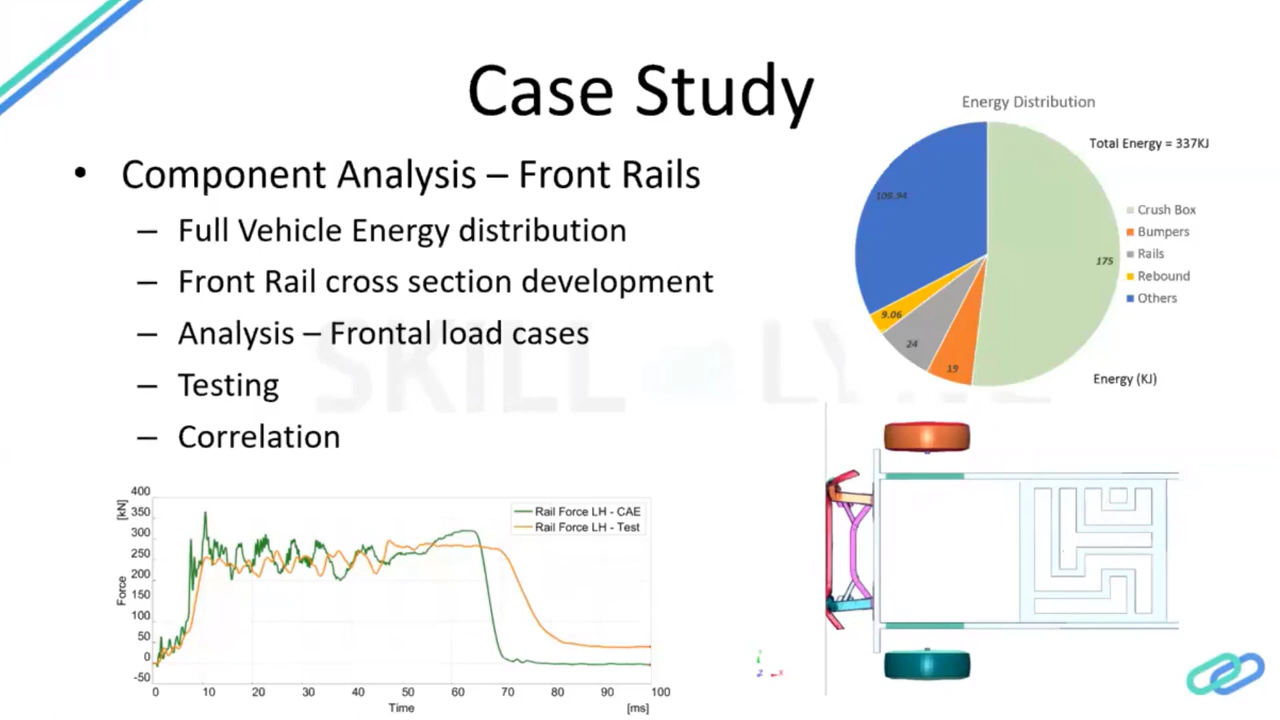 Case Study
• Component Analysis – Front Rails
– Full Vehicle Energy distribution
– Front Rail cross section development
– Analysis – Frontal load cases
– Testing
– Correlation
Energy Distribution
Total Energy = 337KJ
109.94
175
9.06
24
19
Crush Box
Bumpers
Rails
Rebound
Others
Energy (KJ)
SKILL LY
400
350
300
250
200
150
100
50
0
-50
[kN]
Force
Rail Force LH - CAE
Rail Force LH - Test
0 10 20 30 40 50 60 70 80 90 100
Time [ms]
Y
Z X